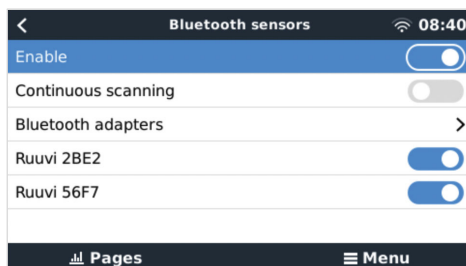 Bluetooth sensors 08:40
Enable
Continuous scanning
Bluetooth adapters
Ruuvi 2BE2
Ruuvi 56F7
Pages Menu